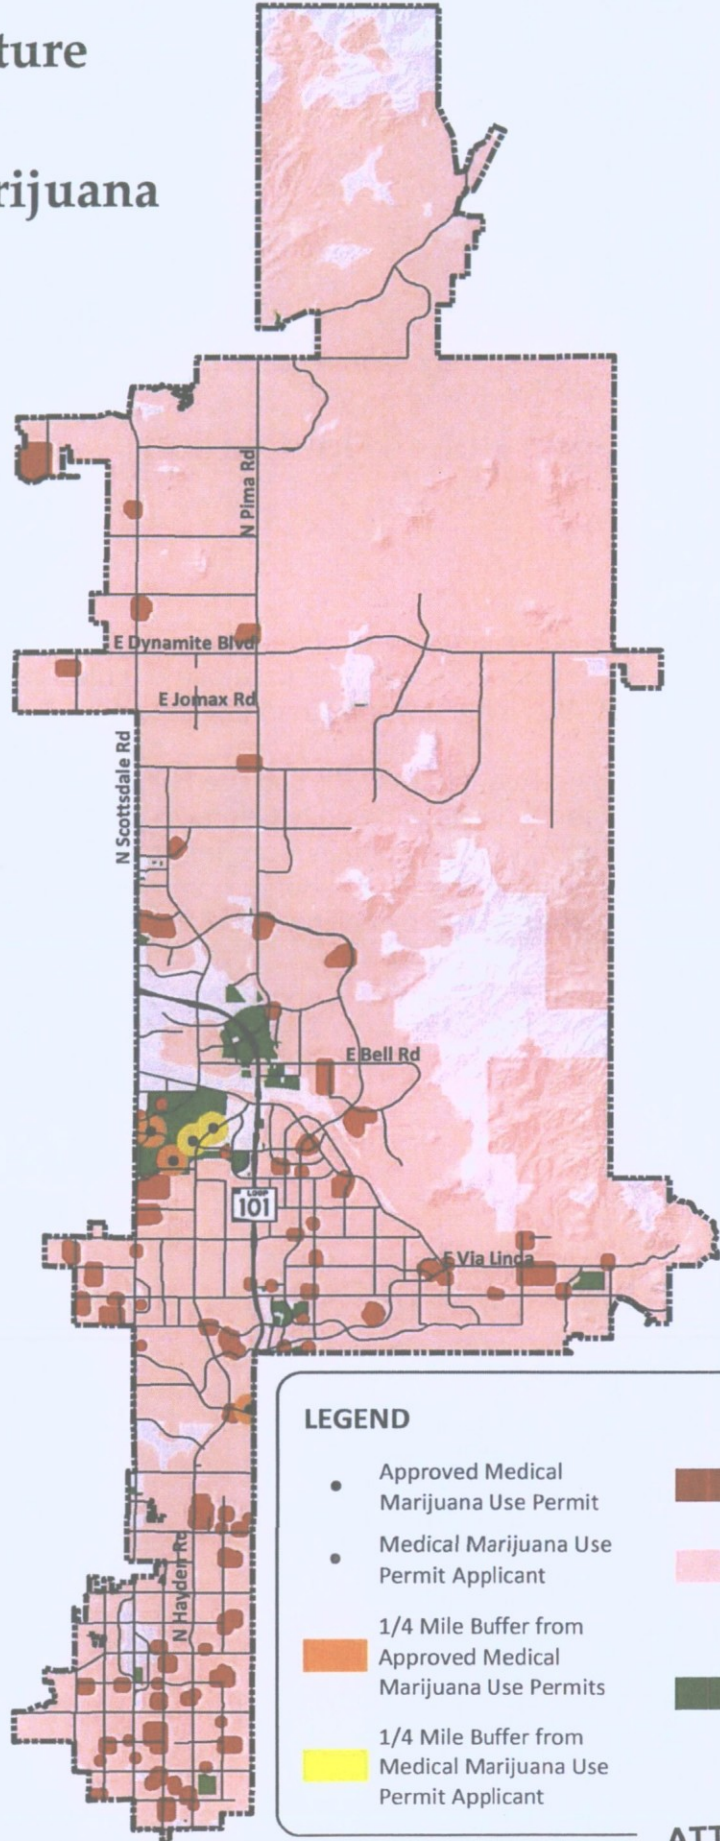 ture
rijuana
N Pima Rd
E Dynamite Blvd
E Jomax Rd
N Scottsdale Rd
E Bell Rd
LOOP
101
E Via Linda
N Hayden Rd
LEGEND
Approved Medical
Marijuana Use Permit
Medical Marijuana Use
Permit Applicant
1/4 Mile Buffer from
Approved Medical
Marijuana Use Permits
1/4 Mile Buffer from
Medical Marijuana Use
Permit Applicant
ATT